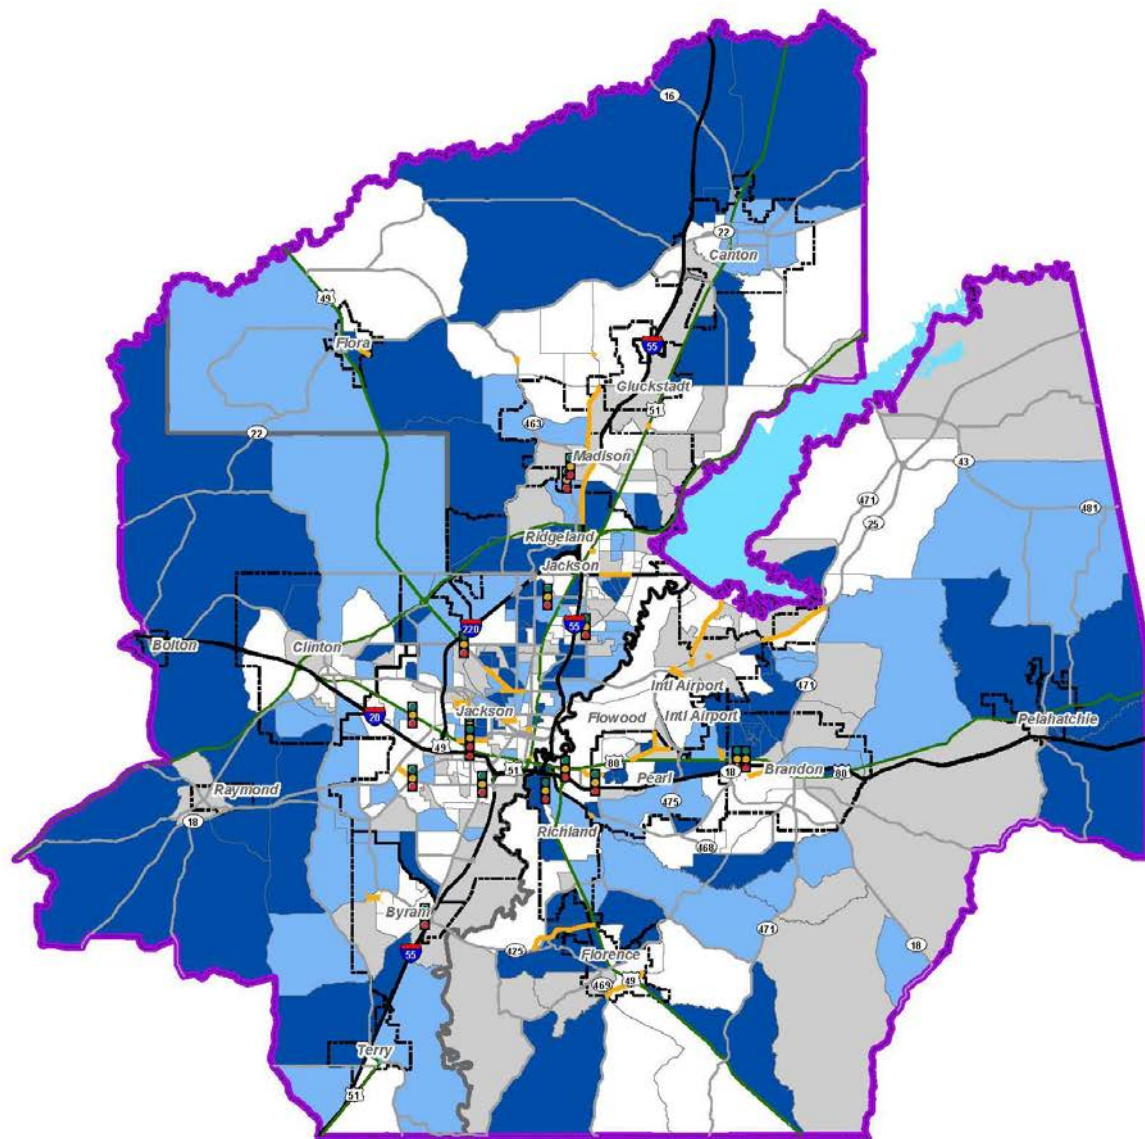 16
22
Canton
49
Flora
55
Gluckstadt
51
463
22
Madison
43
471
25
481
Ridgeland
Jackson
220
55
Bolton
Clinton
Intl Airport
471
Jackson
Flowood
Intl Airport
20
Pelahatchie
49
51
80
Pearl
18
Brandon
80
Raymond
475
18
Richland
468
Byram
471
425
55
Florence
18
469
49
Terry
51